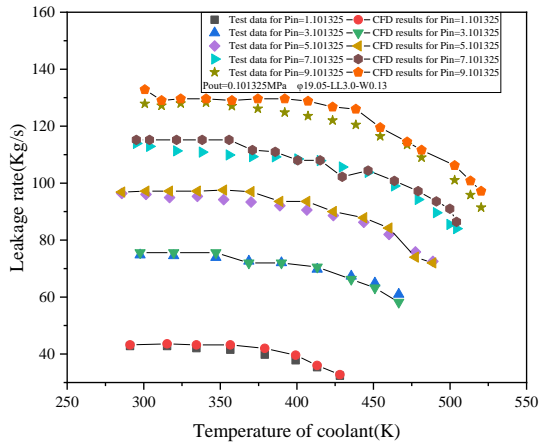 160
140
120
100
80
60
40
250 300 350 400 450 500 550
Leakage rate(Kg/s)
Temperature of coolant(K)
Test data for Pin=1.101325 CFD results for Pin=1.101325
Test data for Pin=3.101325 CFD results for Pin=3.101325
Test data for Pin=5.101325 CFD results for Pin=5.101325
Test data for Pin=7.101325 CFD results for Pin=7.101325
Test data for Pin=9.101325 CFD results for Pin=9.101325
Pout=0.101325MPa φ19.05-LL3.0-W0.13